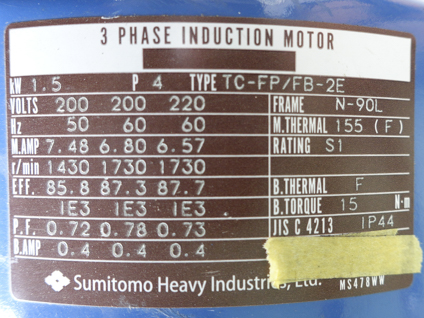 3 PHASE INDUCTION MOTOR
kW 1.5 P 4 TYPE TC-FP/FB-2E
VOLTS 200 200 220 FRAME N-90L
Hz 50 60 60 M.THERMAL 155 (F)
M.AMP 7.48 6.80 6.57 RATING S1
r/min 1430 1730 1730
EFF. 85.8 87.3 87.7 B.THERMAL F
IE3 IE3 IE3 B.TORQUE 15 N·m
P.F. 0.72 0.78 0.73 JIS C 4213 IP44
B.AMP 0.4 0.4 0.4
Sumitomo Heavy Industries, Ltd.
MS478WW